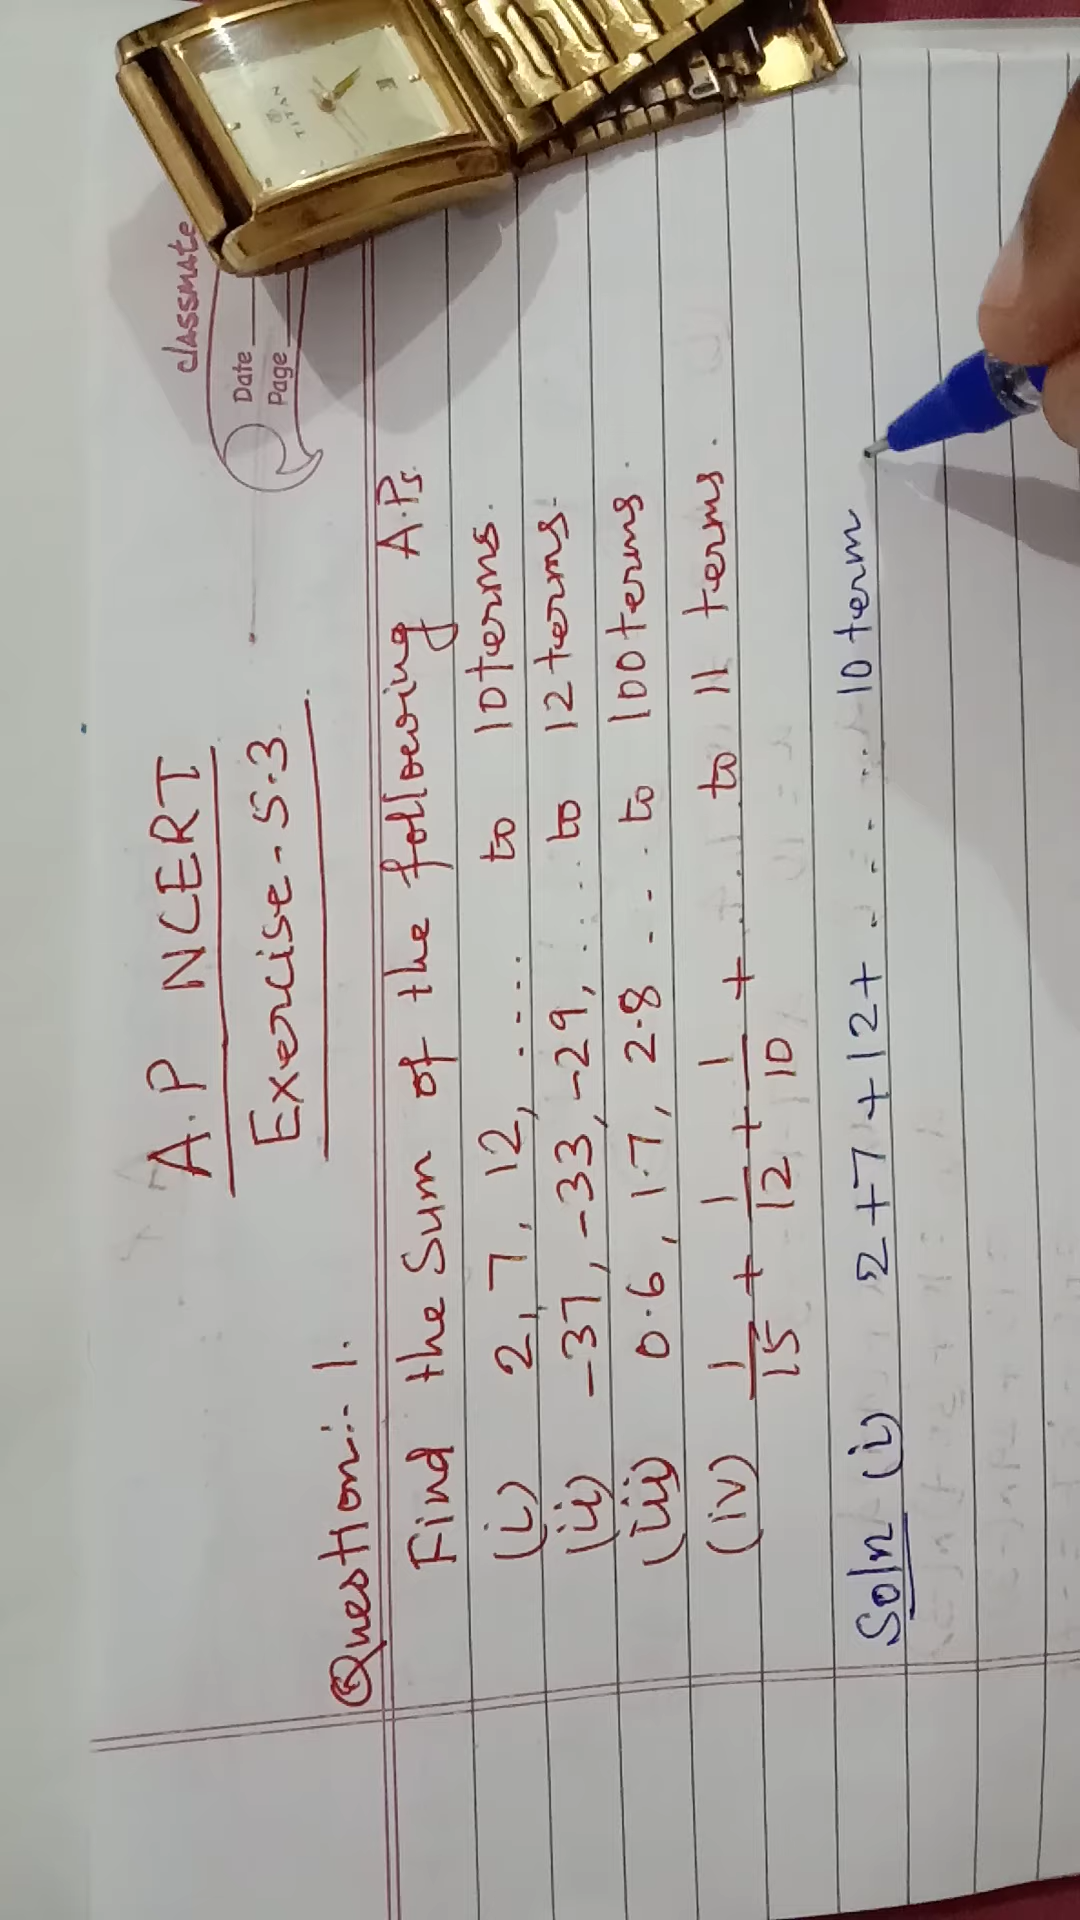 TITAN
classmate
Date
Page
A.P NCERT
Exercise - 5.3
Question:- 1.
Find the Sum of the following A.Ps
(i) 2, 7, 12, ..... to 10 terms.
(ii) -37, -33, -29, .... to 12 terms.
(iii) 0.6, 1.7, 2.8 ... to 100 terms.
(iv) 1/15 + 1/12 + 1/10 + .... to 11 terms.
Soln (i) 2 + 7 + 12 + ...... 10 term